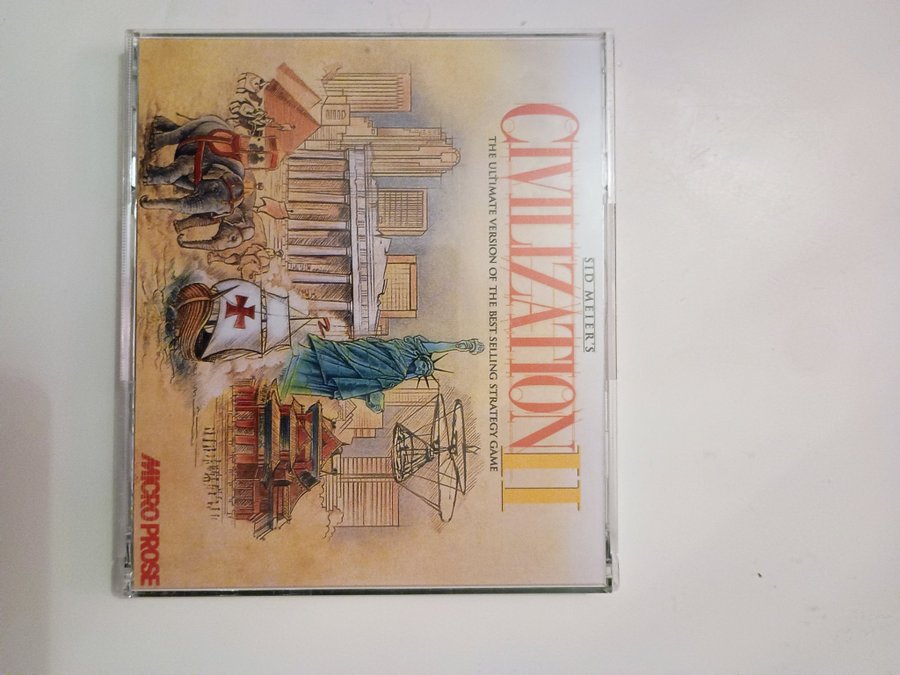 SID MEIER'S
CIVILIZATION II
THE ULTIMATE VERSION OF THE BEST SELLING STRATEGY GAME
MICRO PROSE